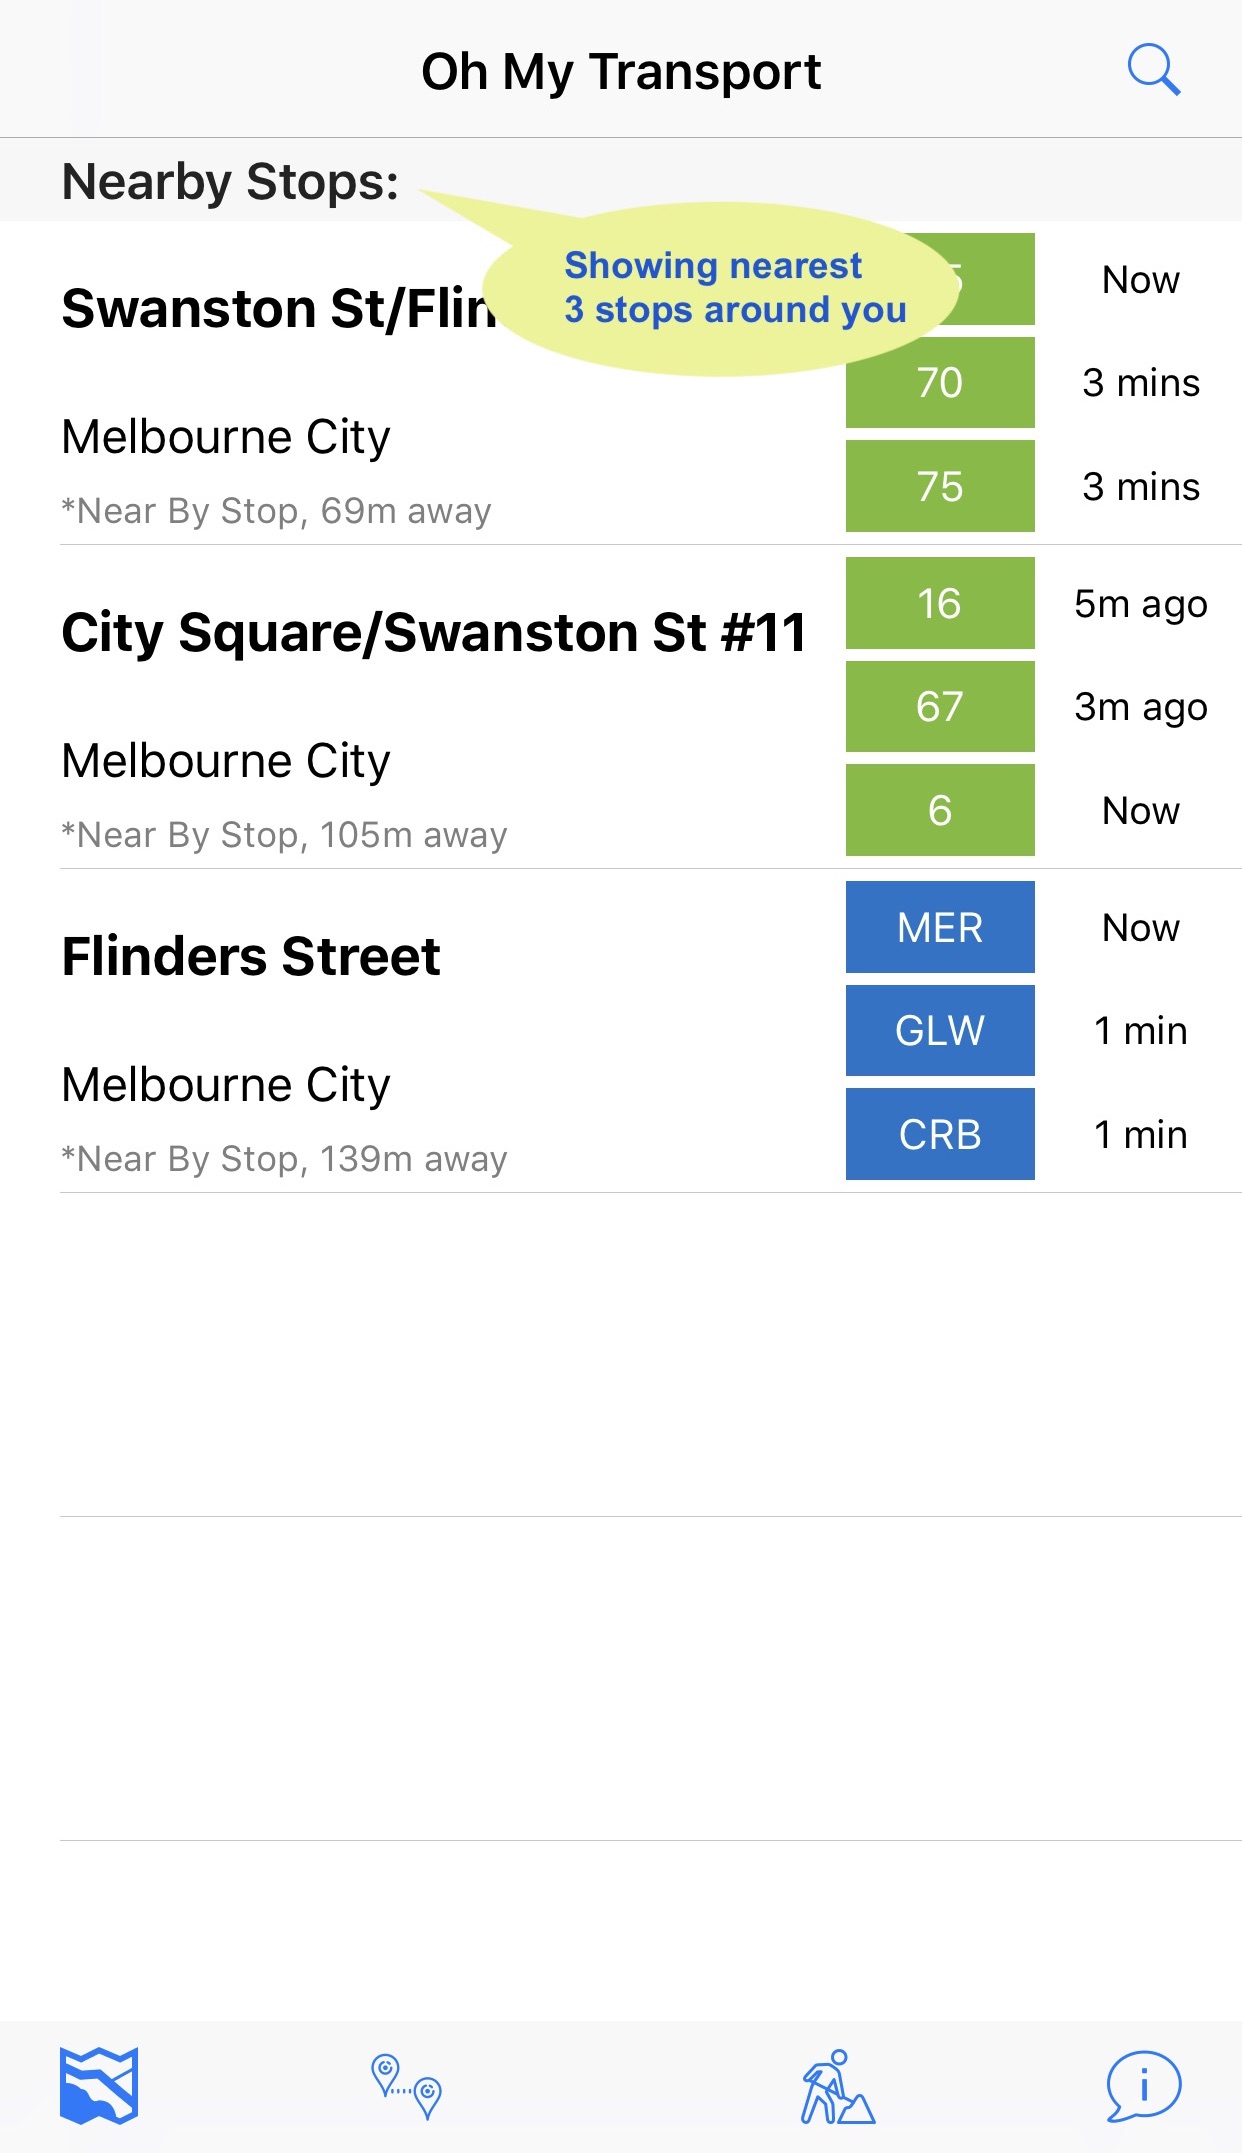 Oh My Transport
Nearby Stops:
Showing nearest
3 stops around you
Swanston St/Flin
Now
70 3 mins
Melbourne City
75 3 mins
*Near By Stop, 69m away
16 5m ago
City Square/Swanston St #11
67 3m ago
Melbourne City
6 Now
*Near By Stop, 105m away
MER Now
Flinders Street
GLW 1 min
Melbourne City
CRB 1 min
*Near By Stop, 139m away
i